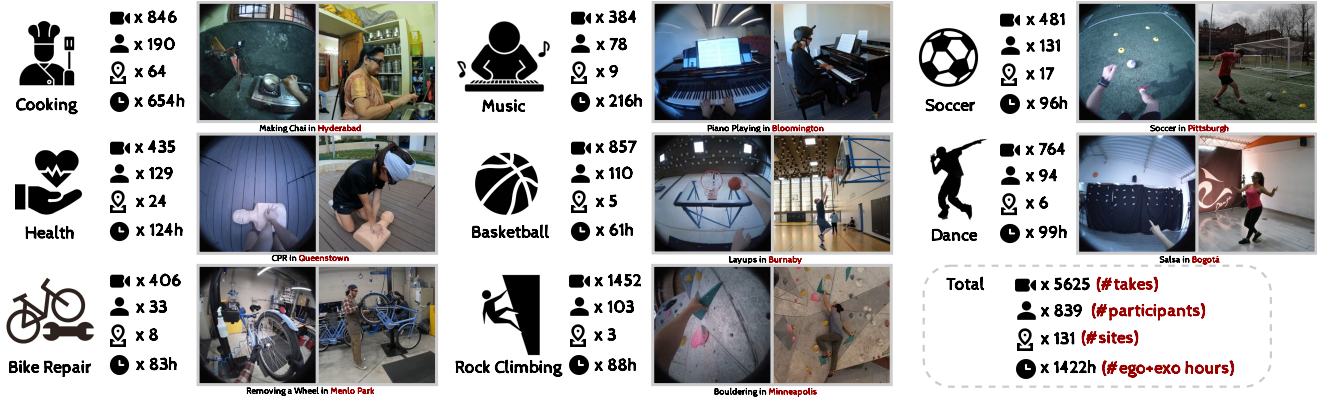 Cooking
x 846
x 190
x 64
x 654h
Making Chai in Hyderabad
Music
x 384
x 78
x 9
x 216h
Piano Playing in Bloomington
Soccer
x 481
x 131
x 17
x 96h
Soccer in Pittsburgh
Health
x 435
x 129
x 24
x 124h
CPR in Queenstown
Basketball
x 857
x 110
x 5
x 61h
Layups in Burnaby
Dance
x 764
x 94
x 6
x 99h
Salsa in Bogotá
Bike Repair
x 406
x 33
x 8
x 83h
Removing a Wheel in Menlo Park
Rock Climbing
x 1452
x 103
x 3
x 88h
Bouldering in Minneapolis
Total
x 5625 (#takes)
x 839 (#participants)
x 131 (#sites)
x 1422h (#ego+exo hours)